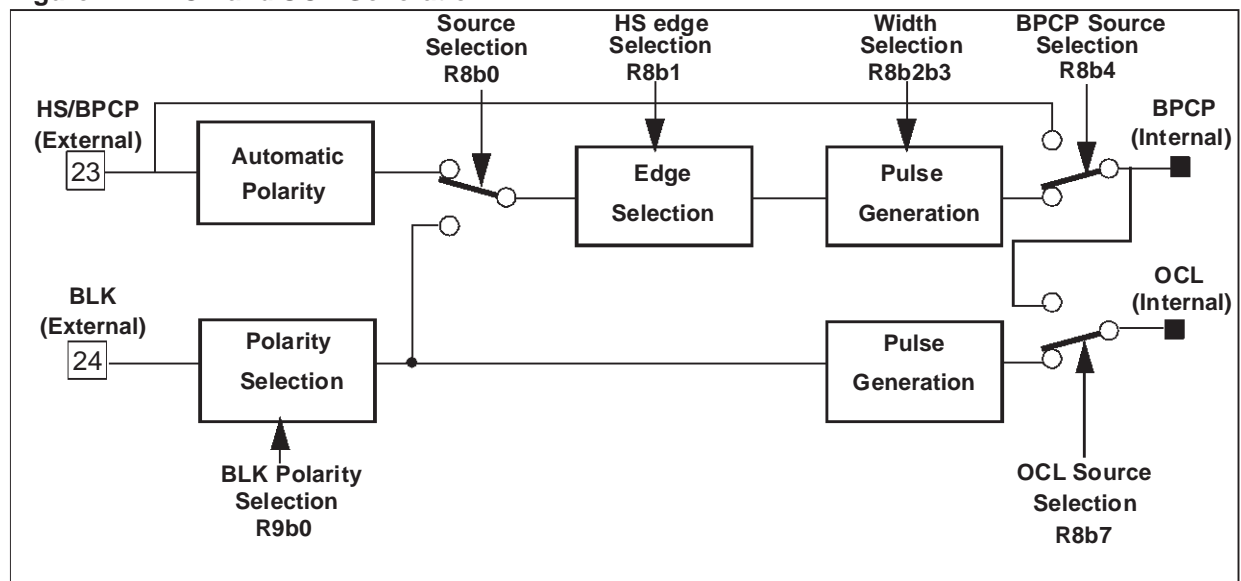 Source
Selection
R8b0
HS edge
Selection
R8b1
Width
Selection
R8b2b3
BPCP Source
Selection
R8b4
HS/BPCP
(External)
23
Automatic
Polarity
Edge
Selection
Pulse
Generation
BPCP
(Internal)
BLK
(External)
24
Polarity
Selection
Pulse
Generation
OCL
(Internal)
BLK Polarity
Selection
R9b0
OCL Source
Selection
R8b7